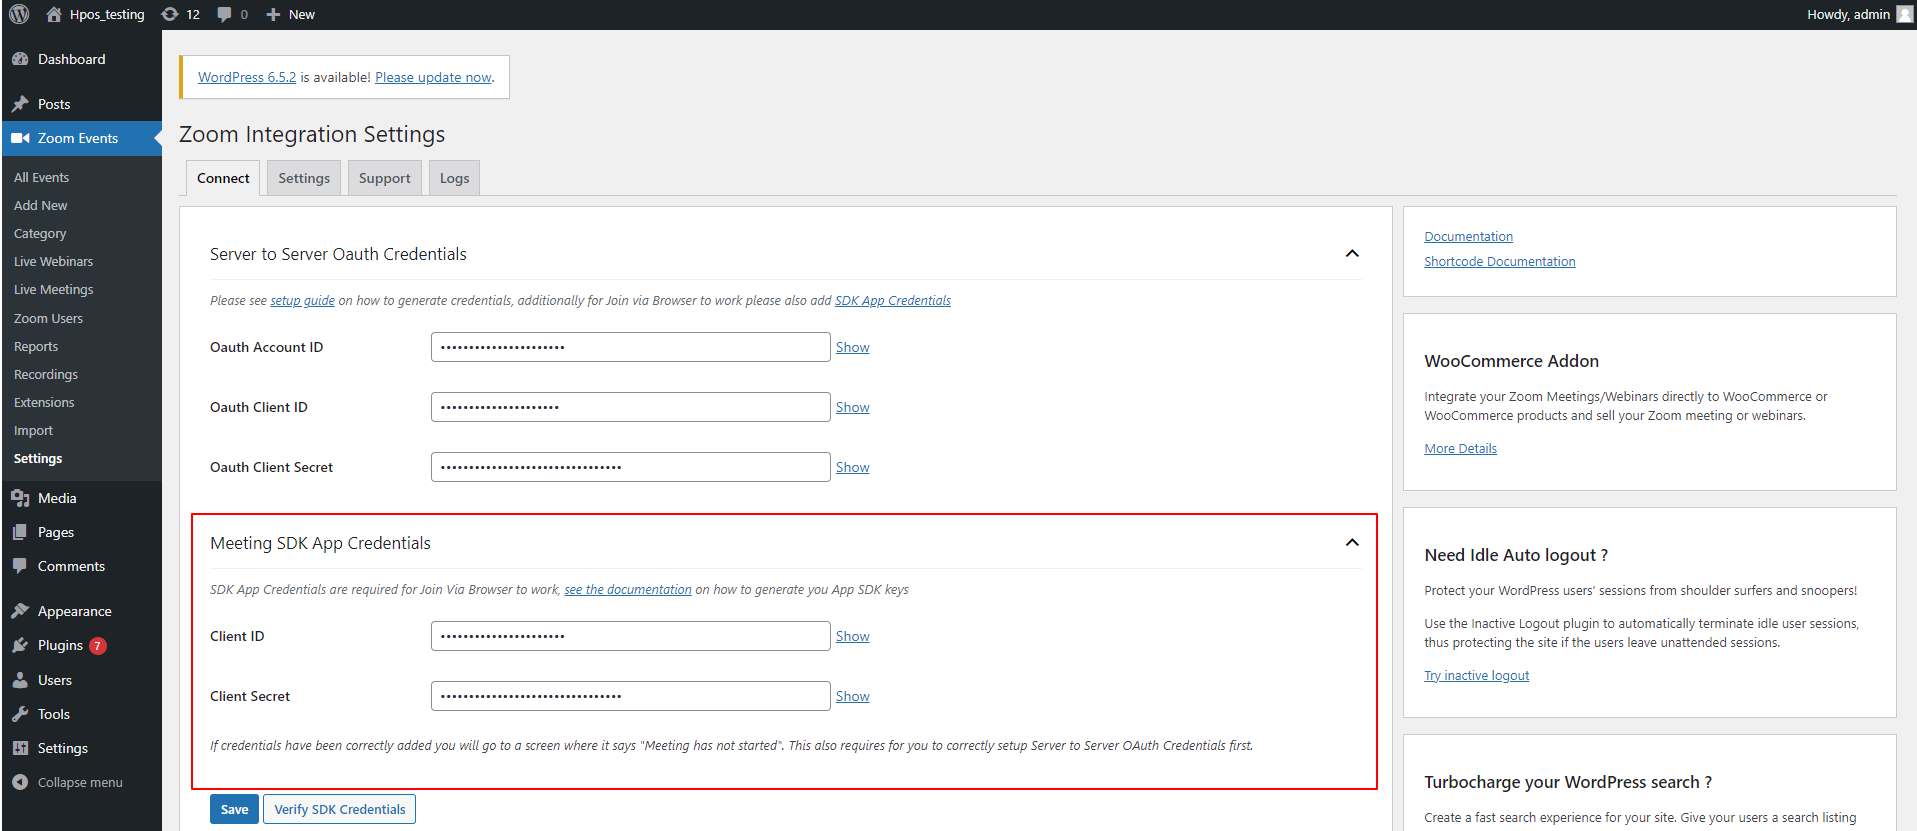 Hpos_testing 12 0 New Howdy, admin
Dashboard
Posts
Zoom Events
All Events
Add New
Category
Live Webinars
Live Meetings
Zoom Users
Reports
Recordings
Extensions
Import
Settings
Media
Pages
Comments
Appearance
Plugins 7
Users
Tools
Settings
Collapse menu
WordPress 6.5.2 is available! Please update now.
Zoom Integration Settings
Connect Settings Support Logs
Server to Server Oauth Credentials
Please see setup guide on how to generate credentials, additionally for Join via Browser to work please also add SDK App Credentials
Oauth Account ID Show
Oauth Client ID Show
Oauth Client Secret Show
Meeting SDK App Credentials
SDK App Credentials are required for Join Via Browser to work, see the documentation on how to generate you App SDK keys
Client ID Show
Client Secret Show
If credentials have been correctly added you will go to a screen where it says "Meeting has not started". This also requires for you to correctly setup Server to Server OAuth Credentials first.
Save Verify SDK Credentials
Documentation
Shortcode Documentation
WooCommerce Addon
Integrate your Zoom Meetings/Webinars directly to WooCommerce or
WooCommerce products and sell your Zoom meeting or webinars.
More Details
Need Idle Auto logout ?
Protect your WordPress users' sessions from shoulder surfers and snoopers!
Use the Inactive Logout plugin to automatically terminate idle user sessions,
thus protecting the site if the users leave unattended sessions.
Try inactive logout
Turbocharge your WordPress search ?
Create a fast search experience for your site. Give your users a search listing